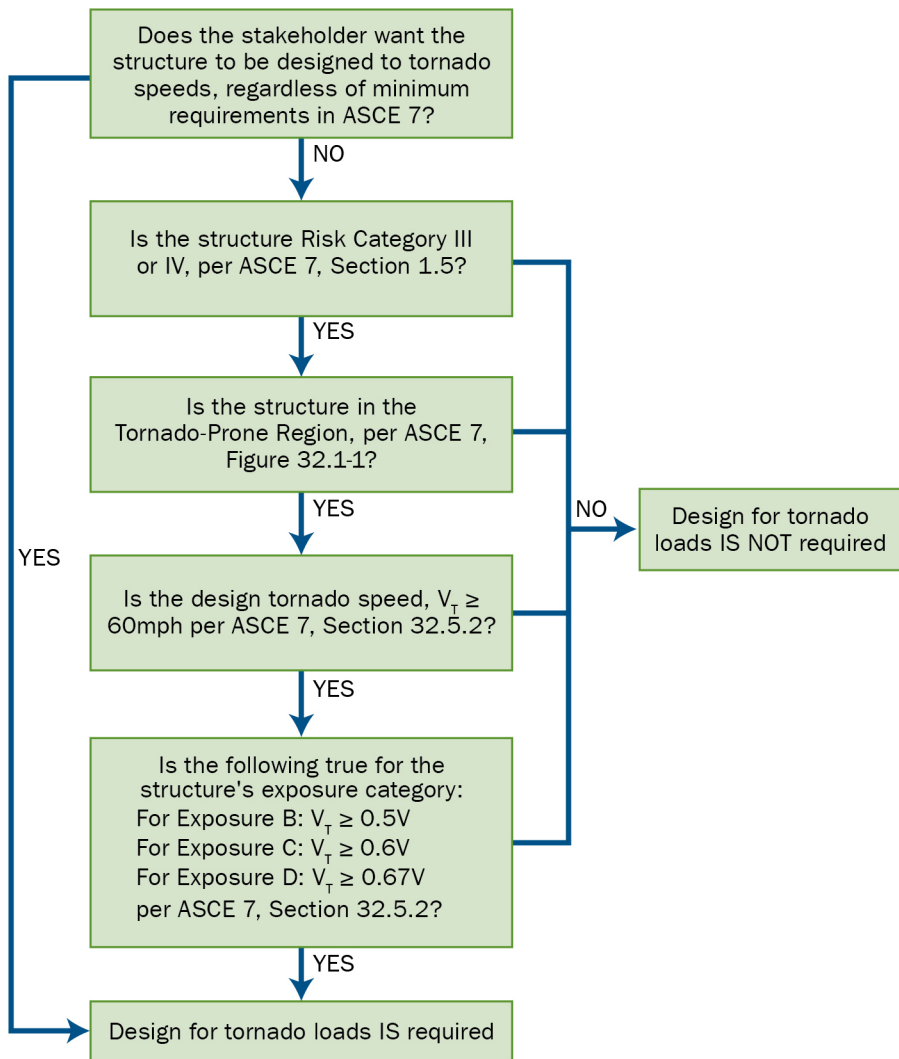 Does the stakeholder want the
structure to be designed to tornado
speeds, regardless of minimum
requirements in ASCE 7?
NO
Is the structure Risk Category III
or IV, per ASCE 7, Section 1.5?
YES
Is the structure in the
Tornado-Prone Region, per ASCE 7,
Figure 32.1-1?
YES
NO
Design for tornado
loads IS NOT required
YES
Is the design tornado speed, V_T ≥
60mph per ASCE 7, Section 32.5.2?
YES
Is the following true for the
structure's exposure category:
For Exposure B: V_T ≥ 0.5V
For Exposure C: V_T ≥ 0.6V
For Exposure D: V_T ≥ 0.67V
per ASCE 7, Section 32.5.2?
YES
Design for tornado loads IS required